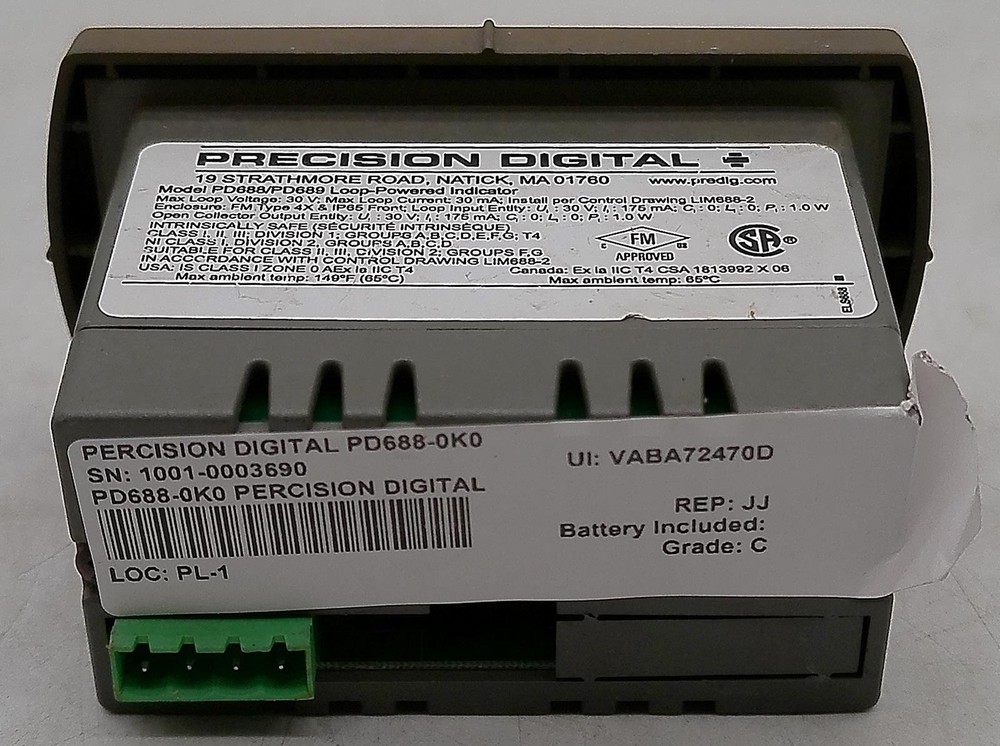 PRECISION DIGITAL
19 STRATHMORE ROAD, NATICK, MA 01760 www.predig.com
Model PD688/PD689 Loop-Powered Indicator
Max Loop Voltage: 30 V: Max Loop Current: 30 mA: Install per Control Drawing LIM688-2
Enclosure: FM Type 4X & IP65 Front; Loop Input Entity: Uᵢ: 30 V; Iᵢ: 175 mA; Cᵢ: 0; Lᵢ: 0; Pᵢ: 1.0 W
Open Collector Output Entity: Uᵢ: 30 V; Iᵢ: 175 mA; Cᵢ: 0; Lᵢ: 0; Pᵢ: 1.0 W
INTRINSICALLY SAFE (SÉCURITÉ INTRINSÈQUE)
CLASS I, II, III; DIVISION 1; GROUPS A,B,C,D,E,F,G; T4
NI CLASS I, DIVISION 2, GROUPS A,B,C,D
SUITABLE FOR CLASS II, III, DIVISION 2; GROUPS F,G
IN ACCORDANCE WITH CONTROL DRAWING LIM688-2
USA: IS CLASS I ZONE 0 AEx ia IIC T4 Canada: Ex ia IIC T4 CSA 1813992 X 06
Max ambient temp: 149°F (65°C) Max ambient temp: 65°C
C FM US
APPROVED
SA ®
PERCISION DIGITAL PD688-0K0
SN: 1001-0003690
PD688-0K0 PERCISION DIGITAL
LOC: PL-1
UI: VABA72470D
REP: JJ
Battery Included:
Grade: C